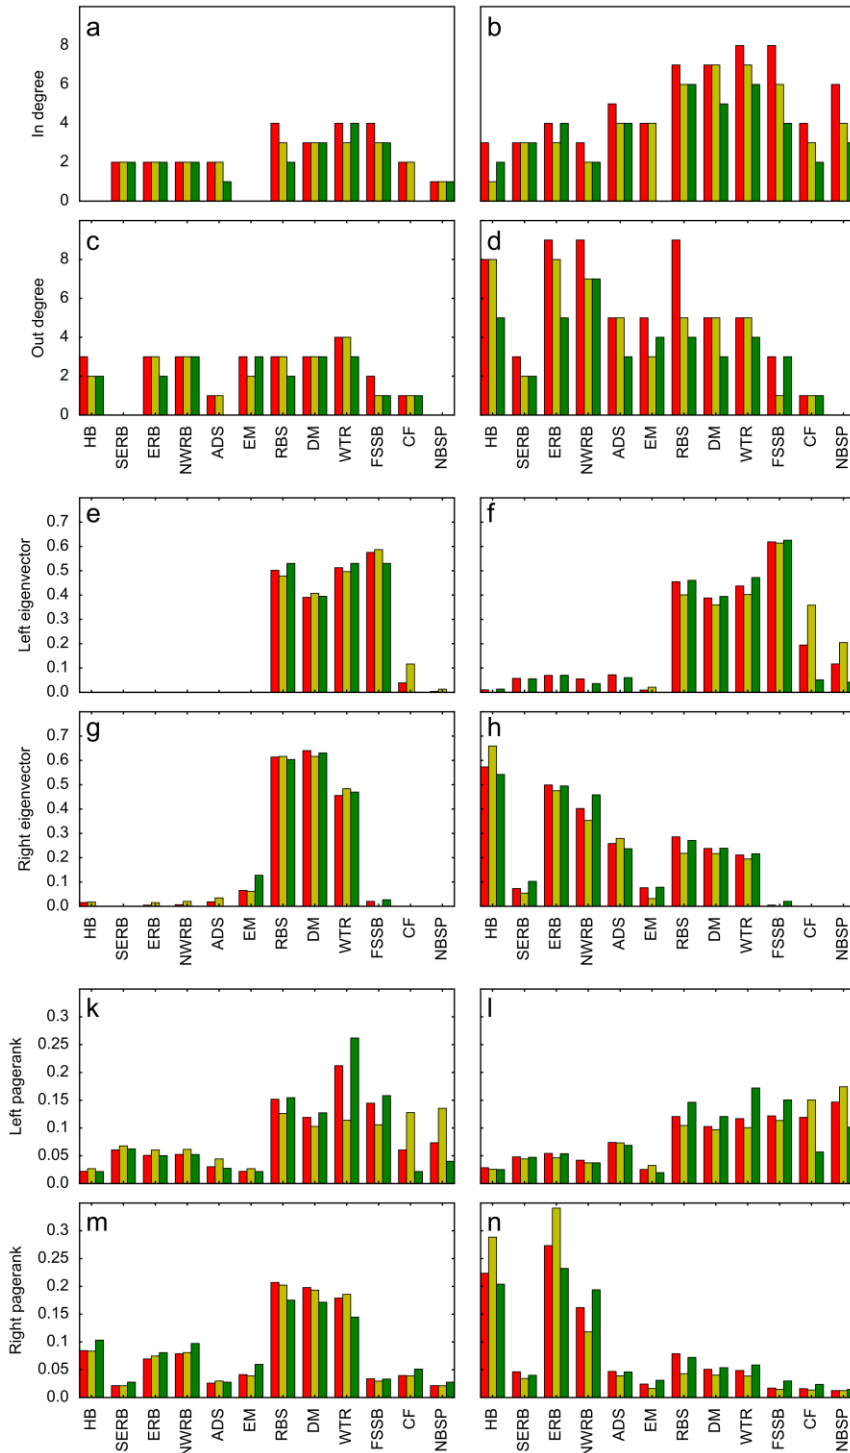 a
b
In degree
8
6
4
2
0
c
d
Out degree
8
6
4
2
0
HB SERB ERB NWRB ADS EM RBS DM WTR FSSB CF NBSP
HB SERB ERB NWRB ADS EM RBS DM WTR FSSB CF NBSP
e
f
Left eigenvector
0.7
0.6
0.5
0.4
0.3
0.2
0.1
0.0
g
h
Right eigenvector
0.7
0.6
0.5
0.4
0.3
0.2
0.1
0.0
HB SERB ERB NWRB ADS EM RBS DM WTR FSSB CF NBSP
HB SERB ERB NWRB ADS EM RBS DM WTR FSSB CF NBSP
k
l
Left pagerank
0.3
0.25
0.2
0.15
0.1
0.05
0.0
m
n
Right pagerank
0.3
0.25
0.2
0.15
0.1
0.05
0.0
HB SERB ERB NWRB ADS EM RBS DM WTR FSSB CF NBSP
HB SERB ERB NWRB ADS EM RBS DM WTR FSSB CF NBSP